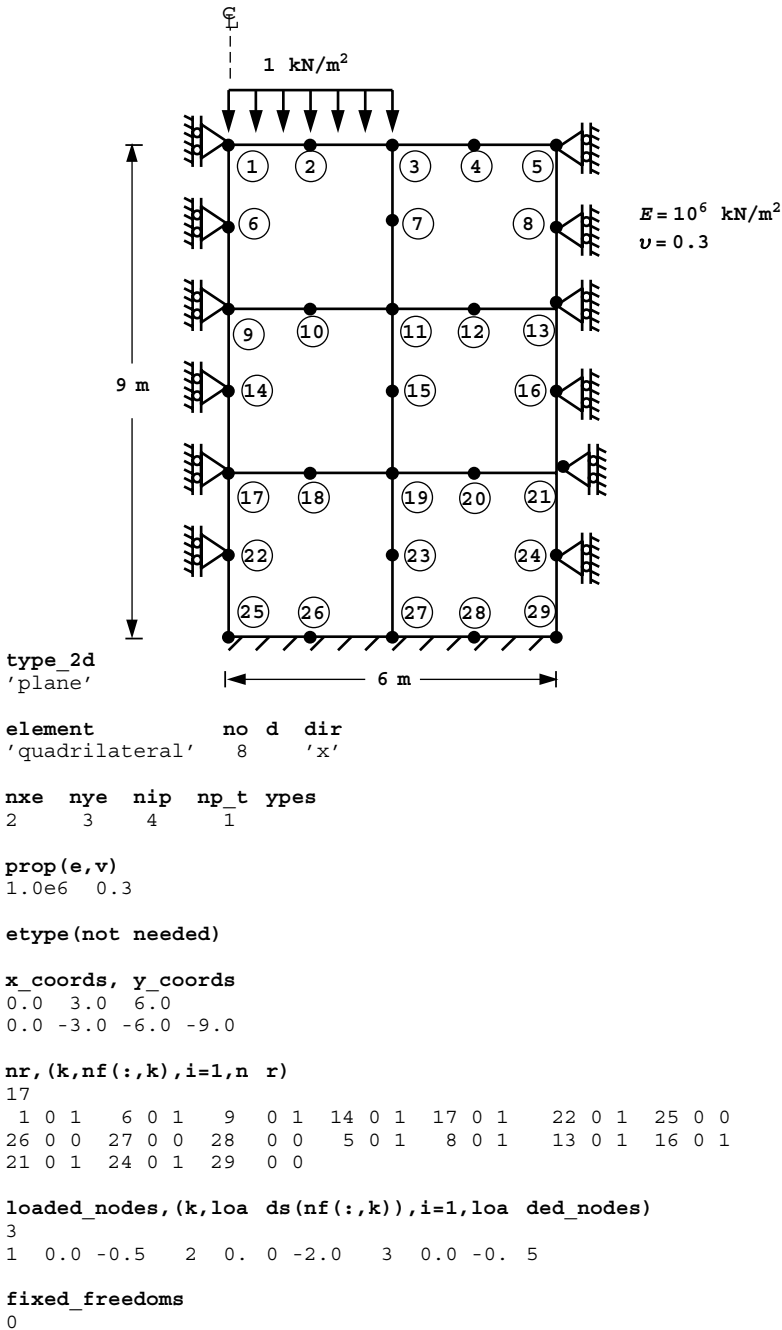 ℄
1 kN/m²
1 2 3 4 5
6 7 8
E = 10⁶ kN/m²
υ = 0.3
9 10 11 12 13
9 m
14 15 16
17 18 19 20 21
22 23 24
25 26 27 28 29
6 m
type_2d
'plane'
element no d dir
'quadrilateral' 8 'x'
nxe nye nip np_t ypes
2 3 4 1
prop(e,v)
1.0e6 0.3
etype(not needed)
x_coords, y_coords
0.0 3.0 6.0
0.0 -3.0 -6.0 -9.0
nr,(k,nf(:,k),i=1,n r)
17
1 0 1 6 0 1 9 0 1 14 0 1 17 0 1 22 0 1 25 0 0
26 0 0 27 0 0 28 0 0 5 0 1 8 0 1 13 0 1 16 0 1
21 0 1 24 0 1 29 0 0
loaded_nodes,(k,loa ds(nf(:,k)),i=1,loa ded_nodes)
3
1 0.0 -0.5 2 0. 0 -2.0 3 0.0 -0. 5
fixed_freedoms
0